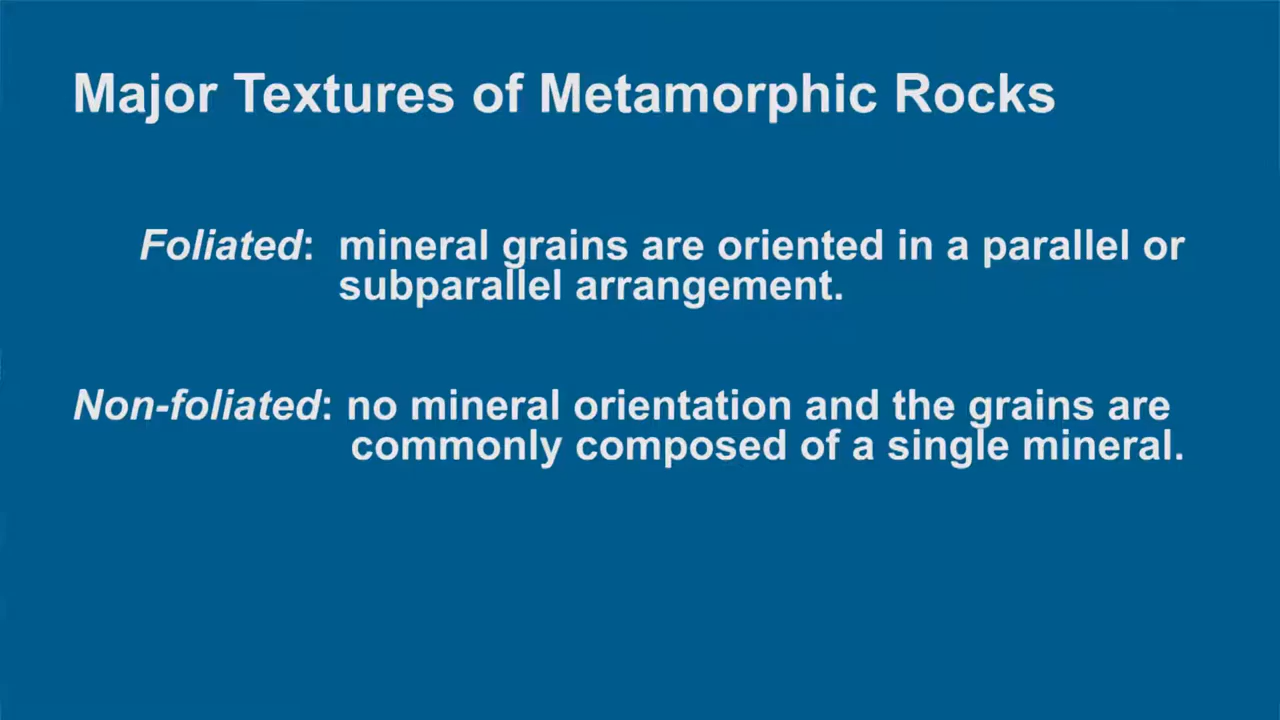 Major Textures of Metamorphic Rocks
Foliated: mineral grains are oriented in a parallel or
subparallel arrangement.
Non-foliated: no mineral orientation and the grains are
commonly composed of a single mineral.